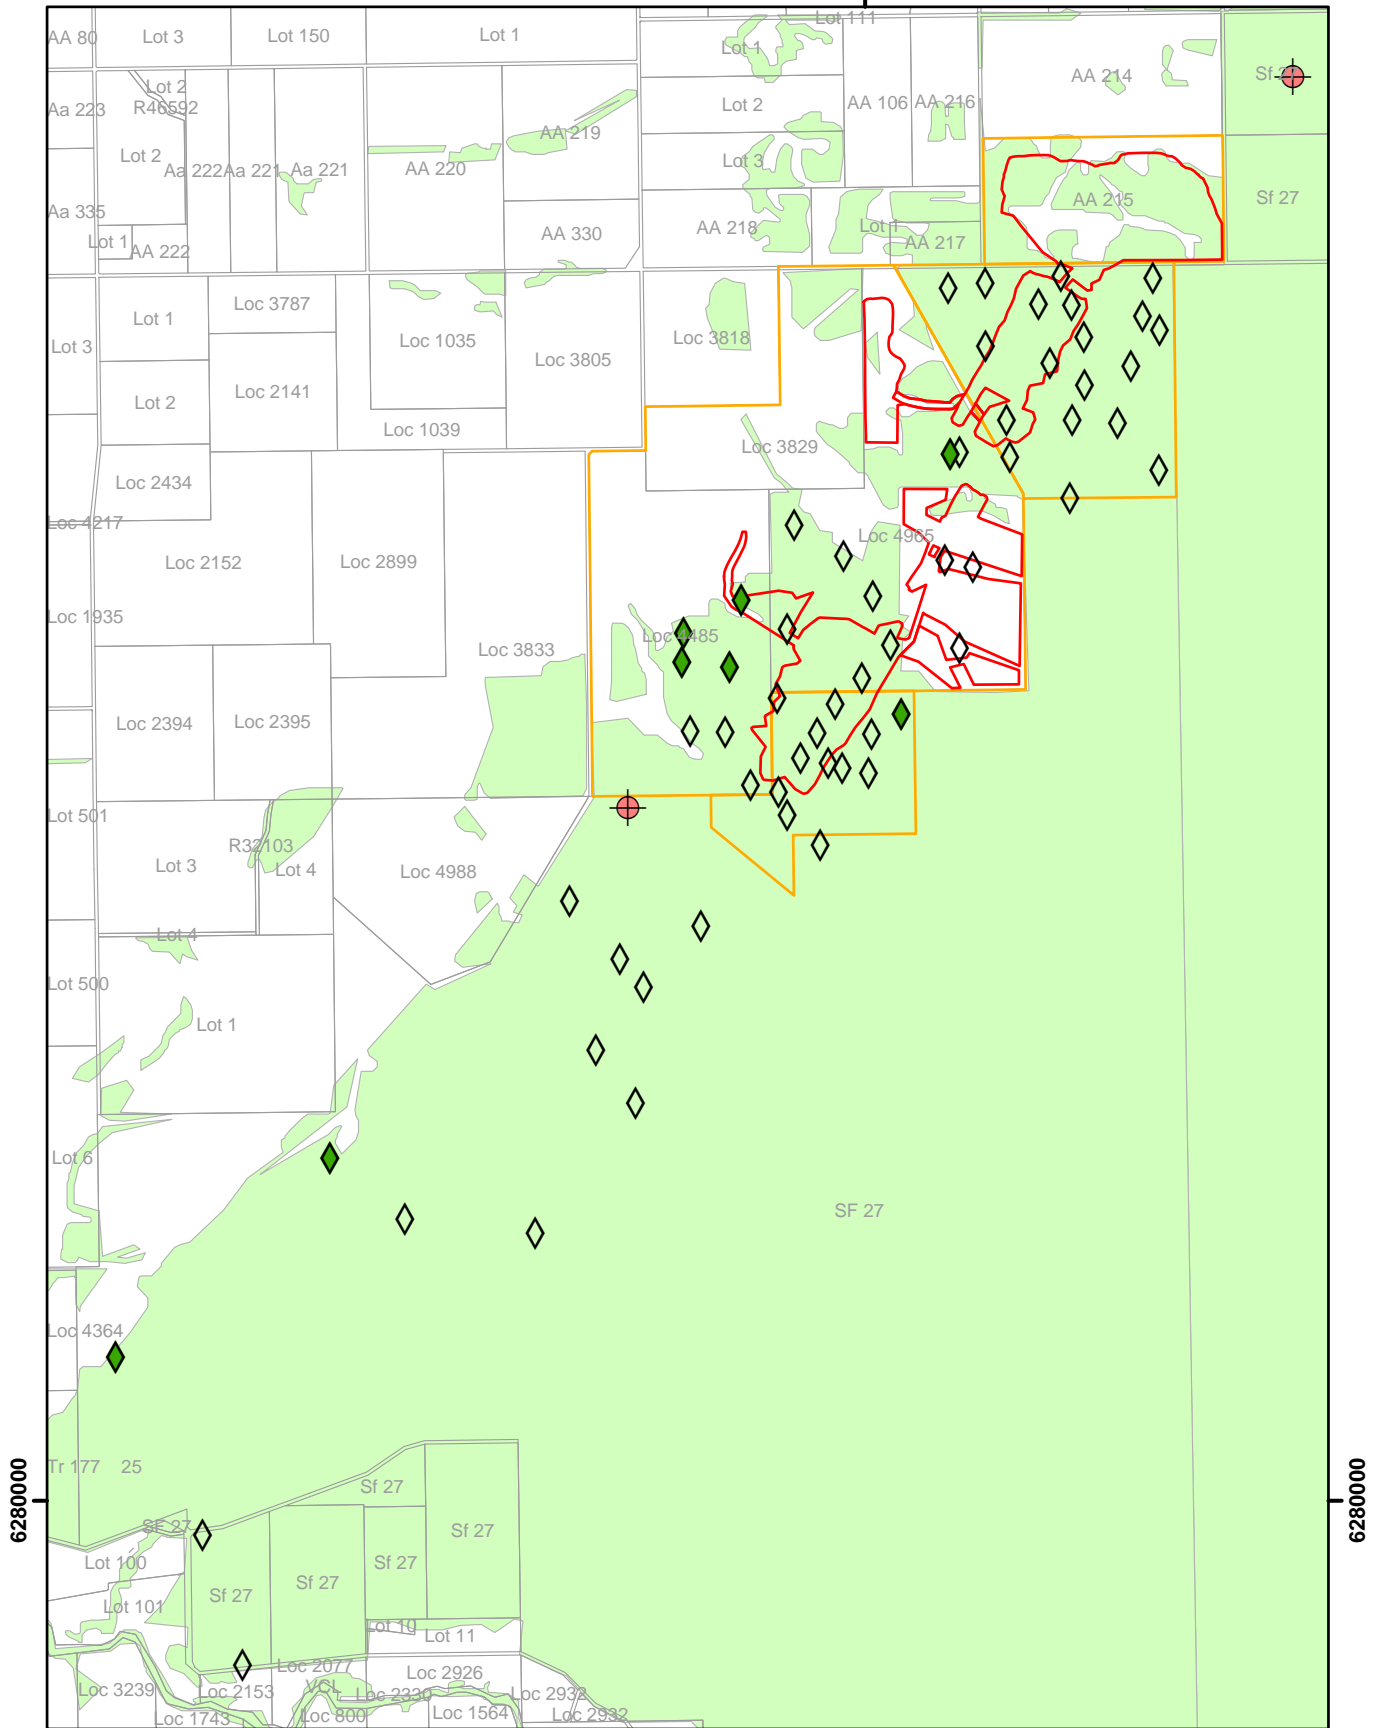 AA 80
Lot 3
Lot 150
Lot 1
Lot 111
Lot 1
AA 214
Lot 2
R46592
Aa 223
Lot 2
AA 106
AA 216
AA 219
Lot 2
Aa 222
Aa 221
Aa 221
AA 220
Lot 3
AA 215
Sf 27
Aa 335
Lot 1
AA 222
AA 330
AA 218
Lot 1
AA 217
Lot 1
Loc 3787
Lot 3
Loc 1035
Loc 3805
Loc 3818
Lot 2
Loc 2141
Loc 1039
Loc 3829
Loc 2434
Loc 4217
Loc 2152
Loc 2899
Loc 4965
Loc 1935
Loc 3833
Loc 4485
Loc 2394
Loc 2395
Lot 501
R32103
Lot 3
Lot 4
Loc 4988
Lot 4
Lot 500
Lot 1
Lot 6
SF 27
Loc 4364
Tr 177
25
Sf 27
6280000
6280000
SF 27
Sf 27
Lot 100
Sf 27
Sf 27
Sf 27
Lot 101
Lot 10
Lot 11
Loc 2077
Loc 2926
Loc 3239
Loc 2153
VCL
Loc 2330
Loc 2932
Loc 1743
Loc 800
Loc 1564
Loc 2932